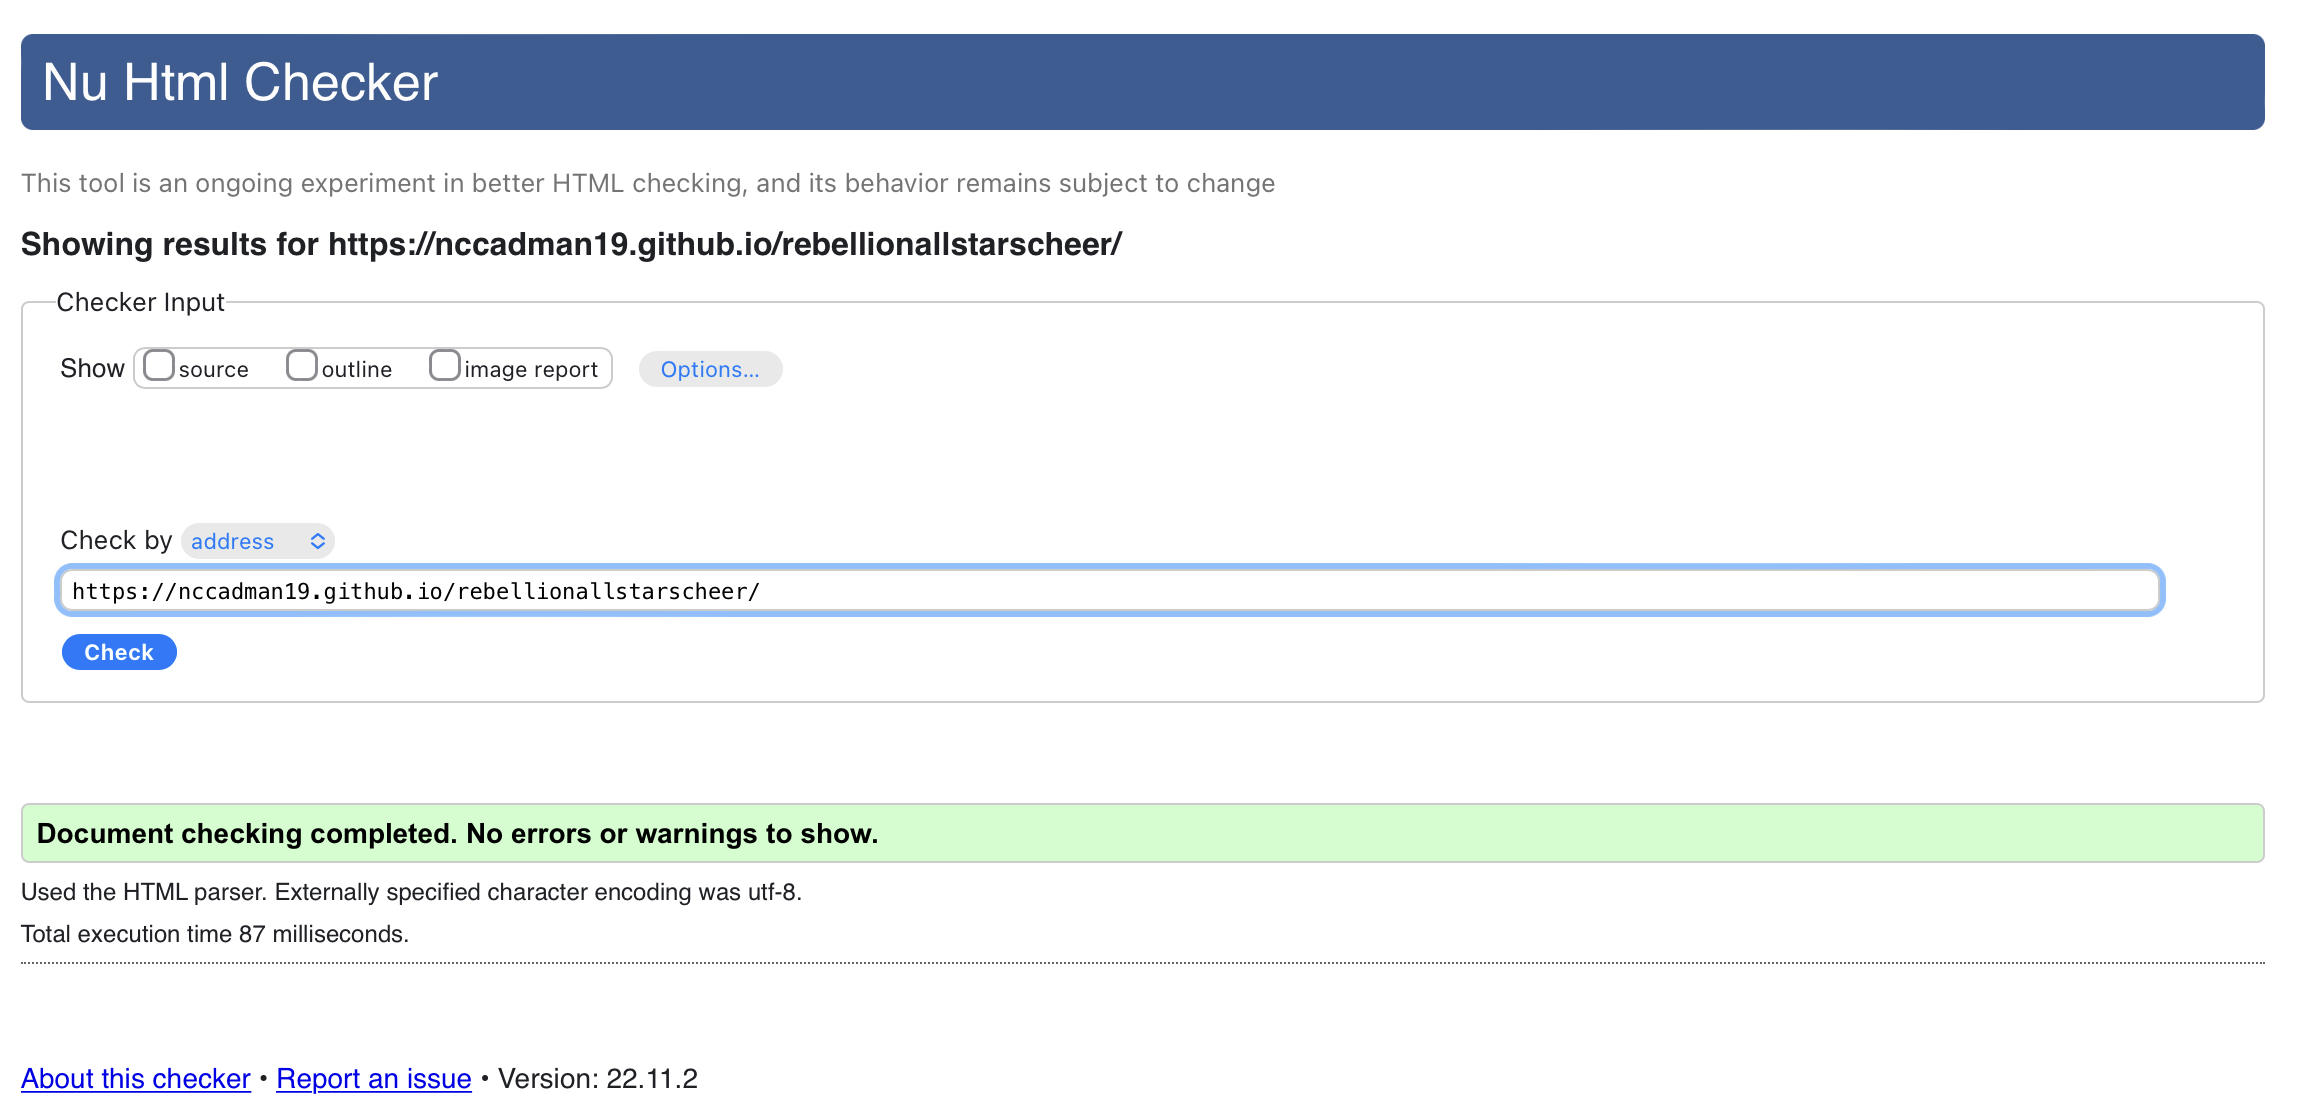 Nu Html Checker
This tool is an ongoing experiment in better HTML checking, and its behavior remains subject to change
Showing results for https://nccadman19.github.io/rebellionallstarscheer/
Checker Input
Show source outline image report Options...
Check by address
https://nccadman19.github.io/rebellionallstarscheer/
Check
Document checking completed. No errors or warnings to show.
Used the HTML parser. Externally specified character encoding was utf-8.
Total execution time 87 milliseconds.
About this checker • Report an issue • Version: 22.11.2